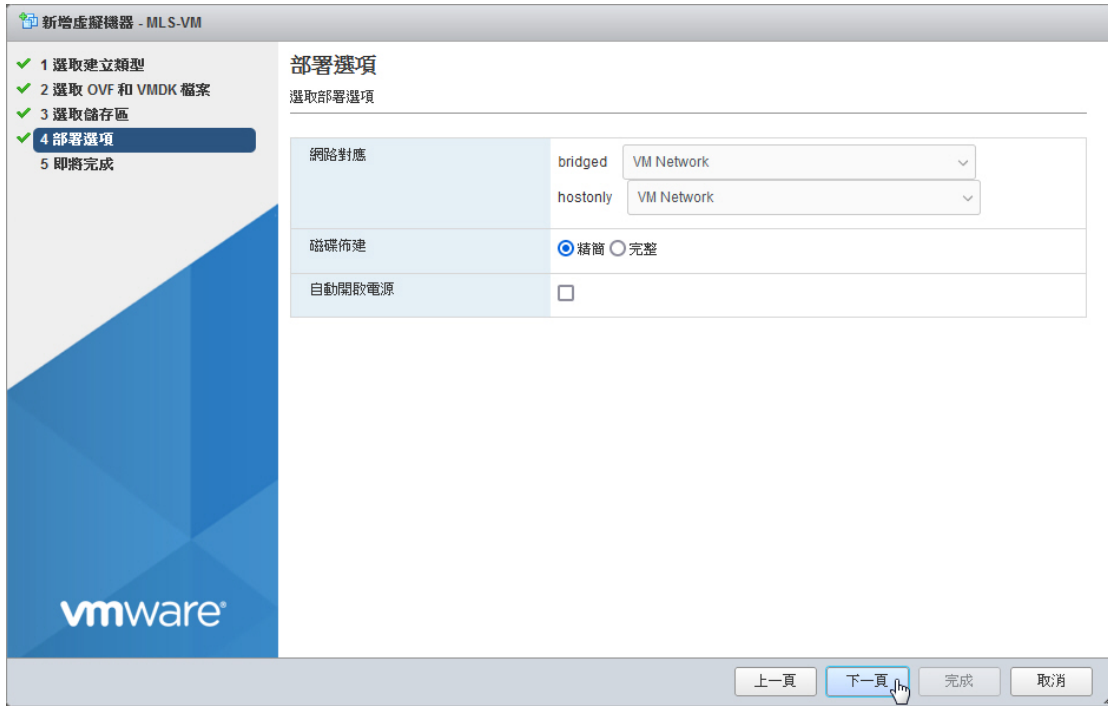 新增虛擬機器 - MLS-VM
1 選取建立類型
2 選取 OVF 和 VMDK 檔案
3 選取儲存區
4 部署選項
5 即將完成
部署選項
選取部署選項
網路對應
bridged VM Network
hostonly VM Network
磁碟佈建
精簡 完整
自動開啟電源
vmware®
上一頁 下一頁 完成 取消